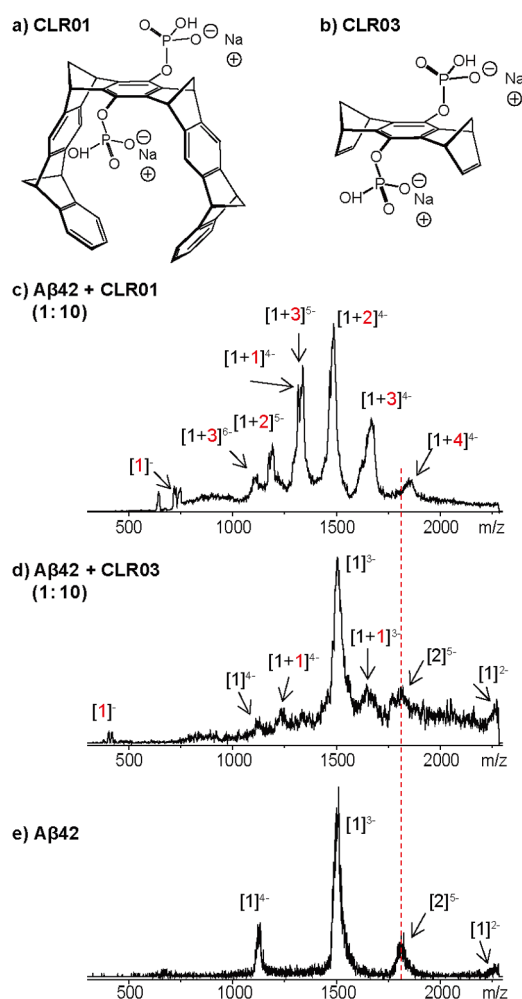 a) CLR01
b) CLR03
OH
P
O⊖
Na
⊕
O
O
O
P
OH
O
O⊖
Na
⊕
OH
P
O⊖
O
Na
⊕
O
O
HO
P
O
O⊖
Na
⊕
c) Aβ42 + CLR01
(1: 10)
[1+3]⁵⁻
[1+2]⁴⁻
[1+1]⁴⁻
[1+3]⁶⁻
[1+2]⁵⁻
[1+3]⁴⁻
[1]⁻
[1+4]⁴⁻
500 1000 1500 2000 m/z
d) Aβ42 + CLR03
(1: 10)
[1]³⁻
[1]⁴⁻
[1+1]⁴⁻
[1+1]³⁻
[2]⁵⁻
[1]²⁻
[1]⁻
500 1000 1500 2000 m/z
e) Aβ42
[1]³⁻
[1]⁴⁻
[2]⁵⁻
[1]²⁻
500 1000 1500 2000 m/z